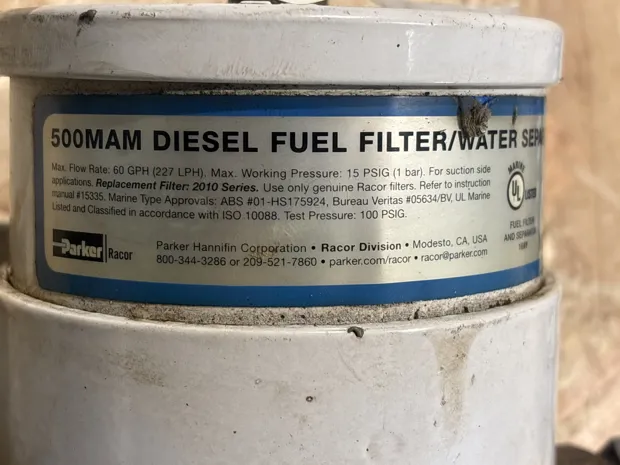 500MAM DIESEL FUEL FILTER/WATER
Max. Flow Rate: 60 GPH (227 LPH). Max. Working Pressure: 15 PSIG (1 bar). For suction side
applications. Replacement Filter: 2010 Series. Use only genuine Racor filters. Refer to instruction
manual #15335. Marine Type Approvals: ABS #01-HS175924, Bureau Veritas #05634/BV, UL Marine
Listed and Classified in accordance with ISO 10088. Test Pressure: 100 PSIG.
MARINE
UL
LISTED
FUEL FILTER
AND SEPARATOR
Parker Racor
Parker Hannifin Corporation • Racor Division • Modesto, CA, USA
800-344-3286 or 209-521-7860 • parker.com/racor • racor@parker.com